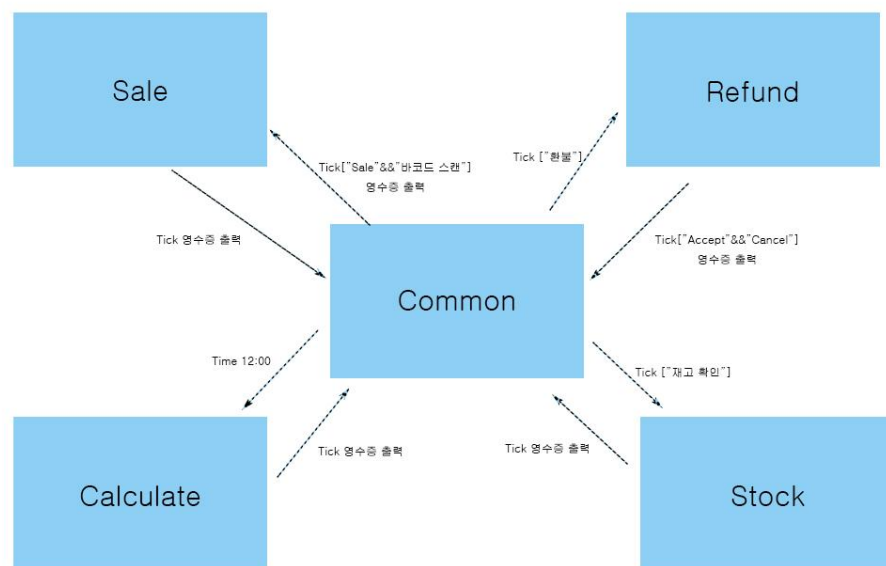 Sale
Refund
Tick["Sale"&&"바코드 스캔"]
영수증 출력
Tick ["환불"]
Tick 영수증 출력
Tick["Accept"&&"Cancel"]
영수증 출력
Common
Time 12:00
Tick ["재고 확인"]
Tick 영수증 출력
Tick 영수증 출력
Calculate
Stock